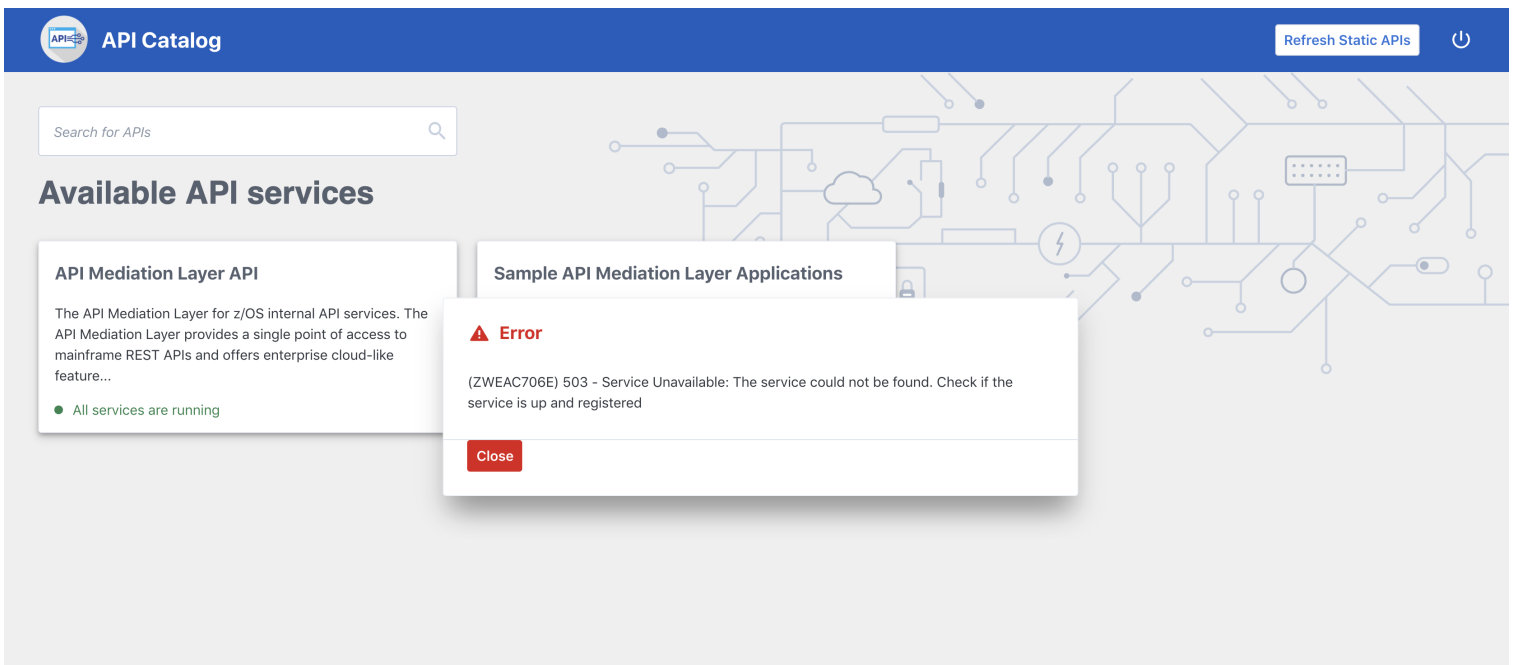 API
API Catalog
Refresh Static APIs
Search for APIs
Available API services
API Mediation Layer API
The API Mediation Layer for z/OS internal API services. The
API Mediation Layer provides a single point of access to
mainframe REST APIs and offers enterprise cloud-like
feature...
All services are running
Sample API Mediation Layer Applications
Error
(ZWEAC706E) 503 - Service Unavailable: The service could not be found. Check if the
service is up and registered
Close